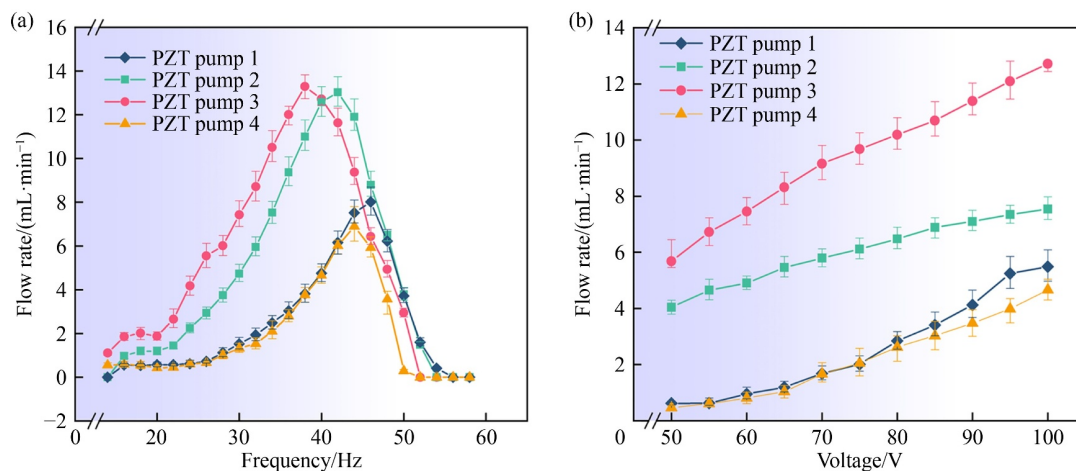 (a)
16
14
12
10
8
6
4
2
0
−2
Flow rate/(mL·min⁻¹)
PZT pump 1
PZT pump 2
PZT pump 3
PZT pump 4
0
20
30
40
50
60
Frequency/Hz
(b)
14
12
10
8
6
4
2
Flow rate/(mL·min⁻¹)
PZT pump 1
PZT pump 2
PZT pump 3
PZT pump 4
0
50
60
70
80
90
100
Voltage/V